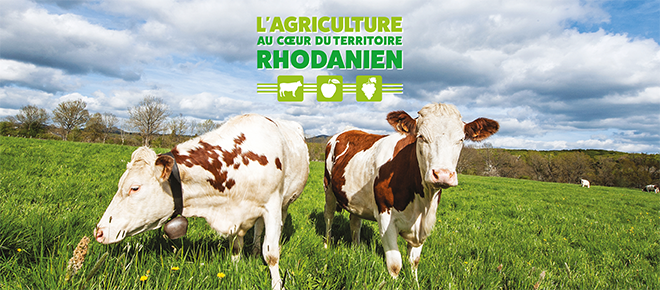 L'AGRICULTURE
AU CŒUR DU TERRITOIRE
RHODANIEN